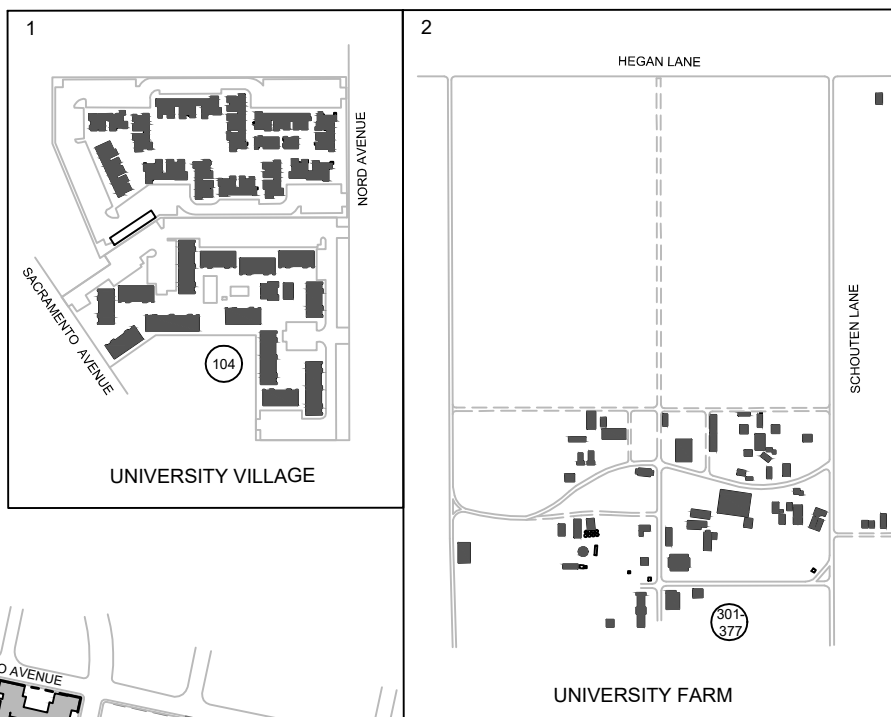 1
NORD AVENUE
SACRAMENTO AVENUE
104
UNIVERSITY VILLAGE
2
HEGAN LANE
SCHOUTEN LANE
301-
377
UNIVERSITY FARM
O AVENUE